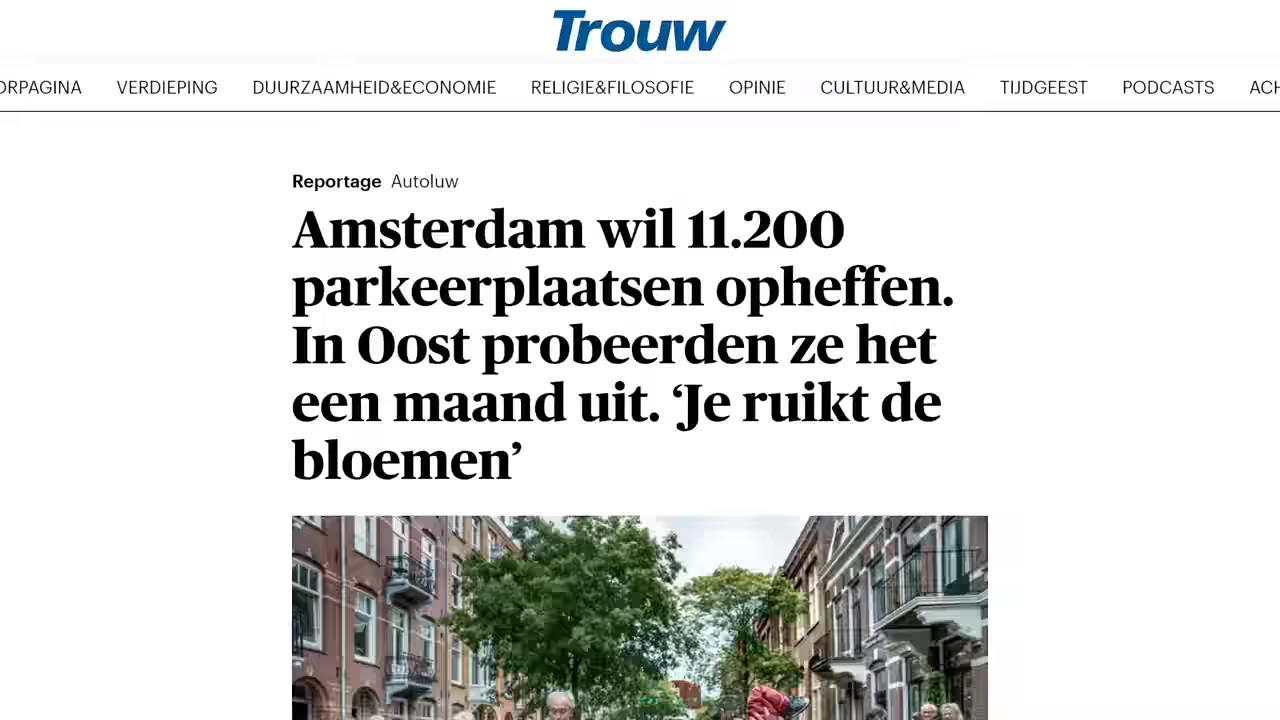 Trouw
ORPAGINA VERDIEPING DUURZAAMHEID&ECONOMIE RELIGIE&FILOSOFIE OPINIE CULTUUR&MEDIA TIJDGEEST PODCASTS ACH
Reportage Autoluw
Amsterdam wil 11.200
parkeerplaatsen opheffen.
In Oost probeerden ze het
een maand uit. ‘Je ruikt de
bloemen’